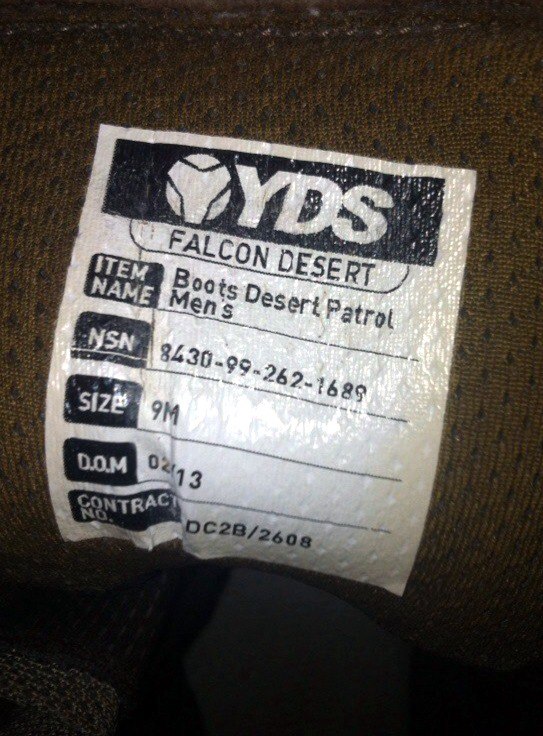 YDS
FALCON DESERT
ITEM NAME Boots Desert Patrol Men's
NSN 8430-99-262-1689
SIZE 9M
D.O.M 02 13
CONTRACT NO. DC2B/2608